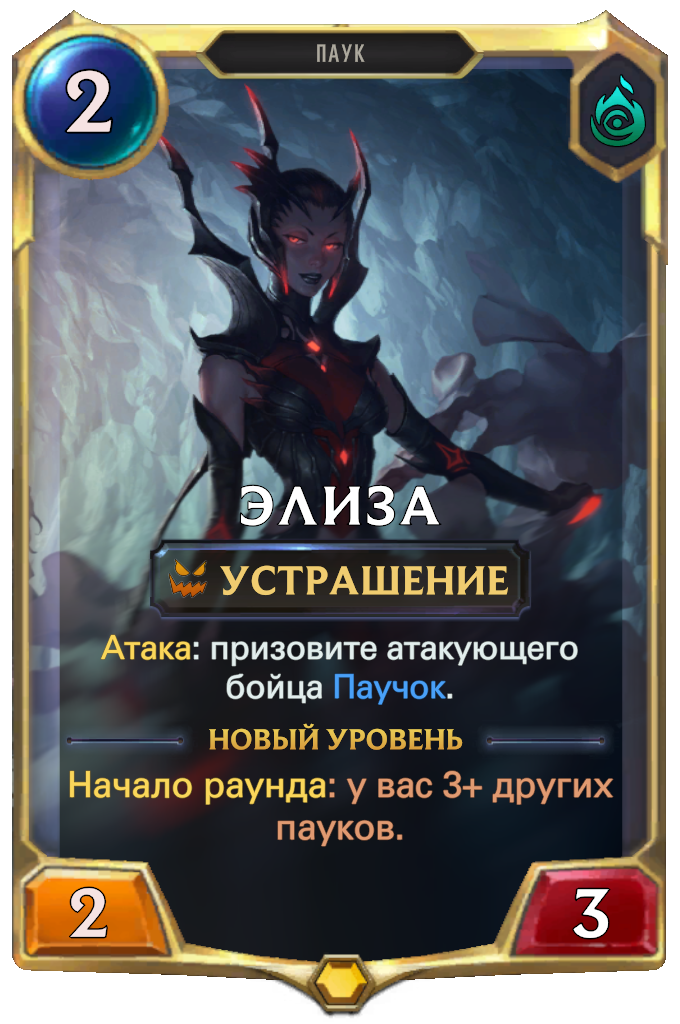 ПАУК
2
ЭЛИЗА
УСТРАШЕНИЕ
Атака: призовите атакующего
бойца Паучок.
НОВЫЙ УРОВЕНЬ
Начало раунда: у вас 3+ других
пауков.
2
3